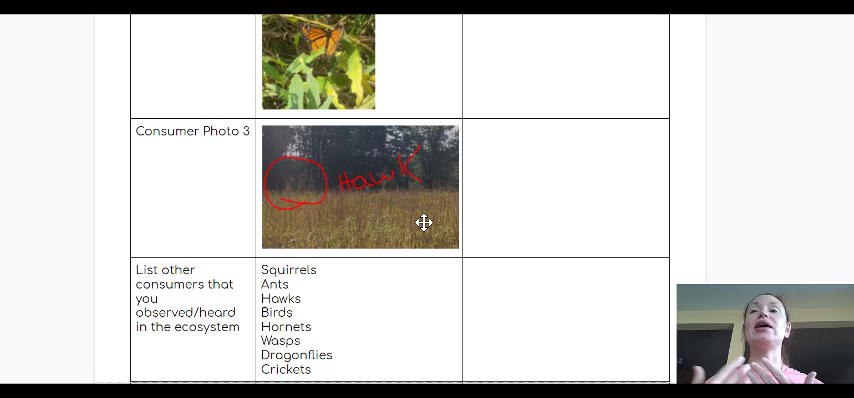 Consumer Photo 3
Hawk
List other
consumers that
you
observed/heard
in the ecosystem
Squirrels
Ants
Hawks
Birds
Hornets
Wasps
Dragonflies
Crickets